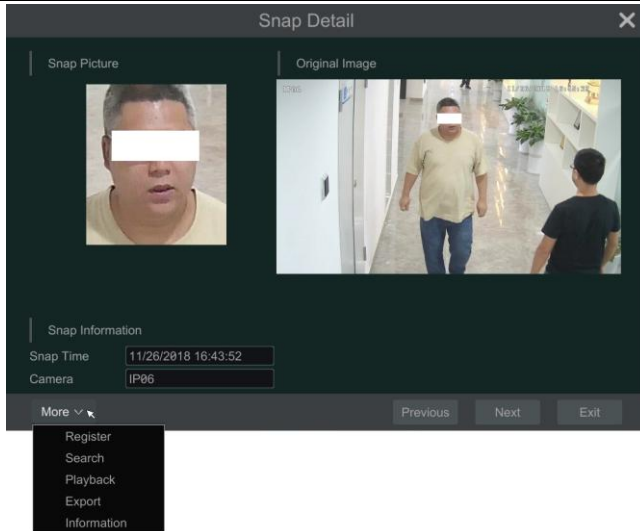 Snap Detail
Snap Picture
Original Image
IP06
Snap Information
Snap Time 11/26/2018 16:43:52
Camera IP06
More
Previous Next Exit
Register
Search
Playback
Export
Information